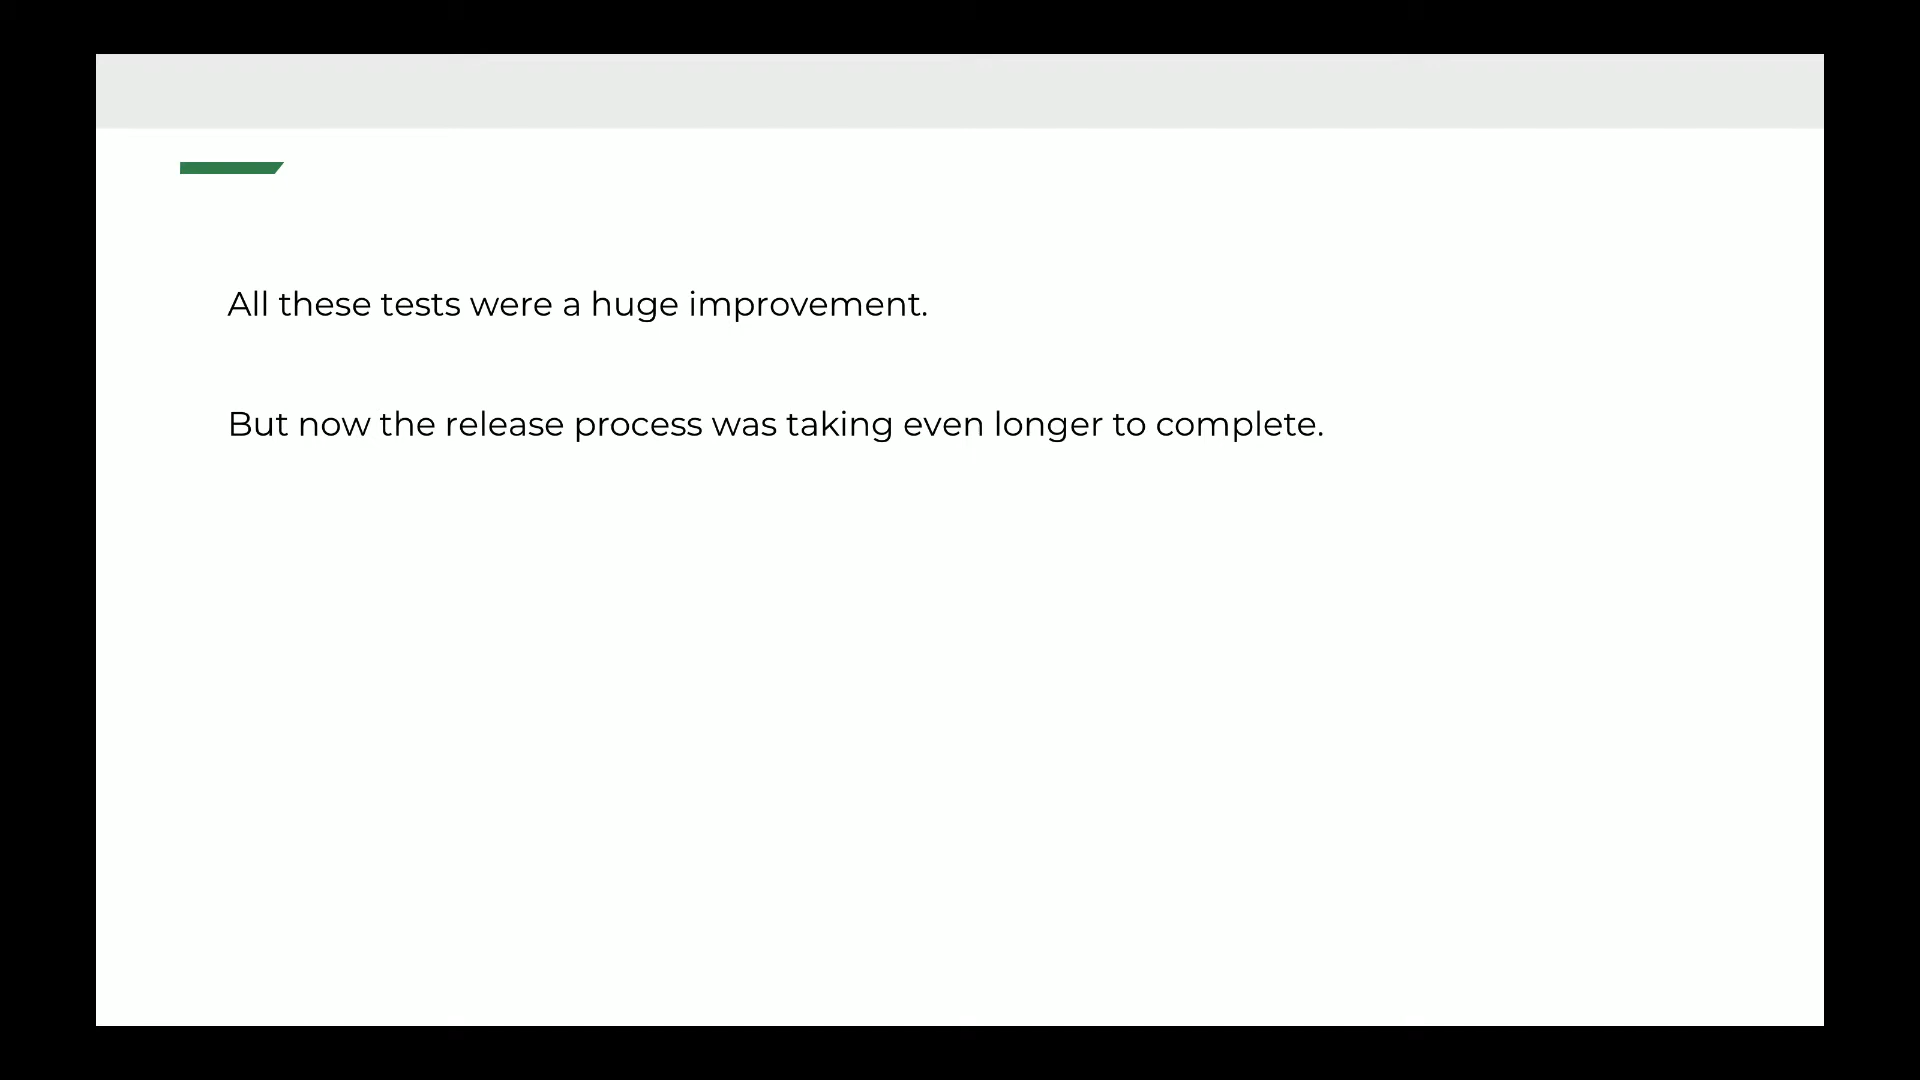 All these tests were a huge improvement.
But now the release process was taking even longer to complete.